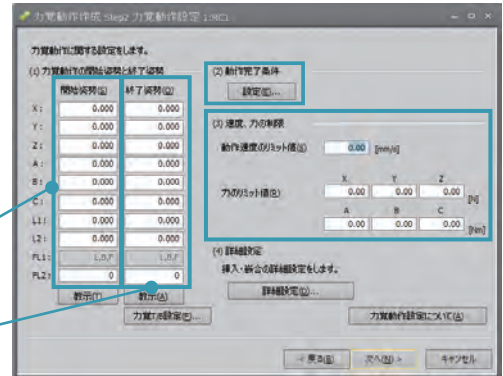 力覚動作作成 Step2 力覚動作設定 1:RC1
力覚動作に関する設定をします。
(1) 力覚動作の開始姿勢と終了姿勢
開始姿勢(S) 終了姿勢(Q)
X: 0.000 0.000
Y: 0.000 0.000
Z: 0.000 0.000
A: 0.000 0.000
B: 0.000 0.000
C: 0.000 0.000
L1: 0.000 0.000
L2: 0.000 0.000
FL1:
FL2: 0 0
教示(T) 教示(A)
力覚T/B設定(F)...
(2) 動作完了条件
設定(E)...
(3) 速度、力の制限
動作速度のリミット値(X) 0.00 [mm/s]
X Y Z
力のリミット値(R) 0.00 0.00 0.00 [N]
A B C
0.00 0.00 0.00 [Nm]
(4) 詳細設定
挿入・嵌合の詳細設定をします。
詳細設定(D)...
力覚動作設定について(A)
< 戻る(B) 次へ(N) > キャンセル